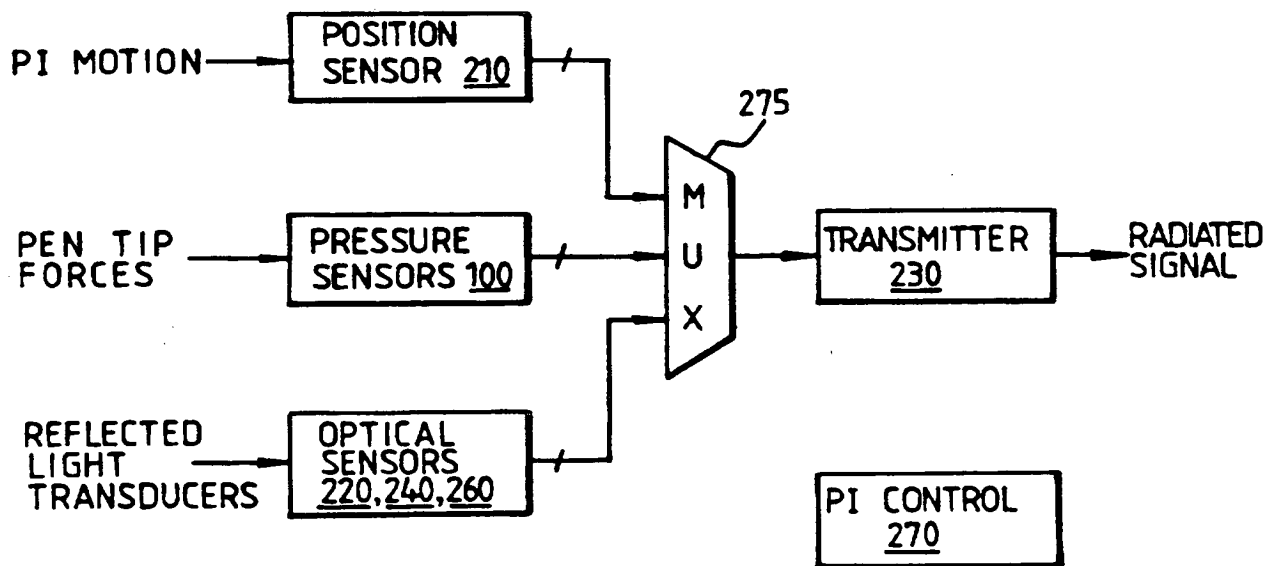 PI MOTION
POSITION
SENSOR 210
275
PEN TIP
FORCES
PRESSURE
SENSORS 100
M
U
X
TRANSMITTER
230
RADIATED
SIGNAL
REFLECTED
LIGHT
TRANSDUCERS
OPTICAL
SENSORS
220, 240, 260
PI CONTROL
270